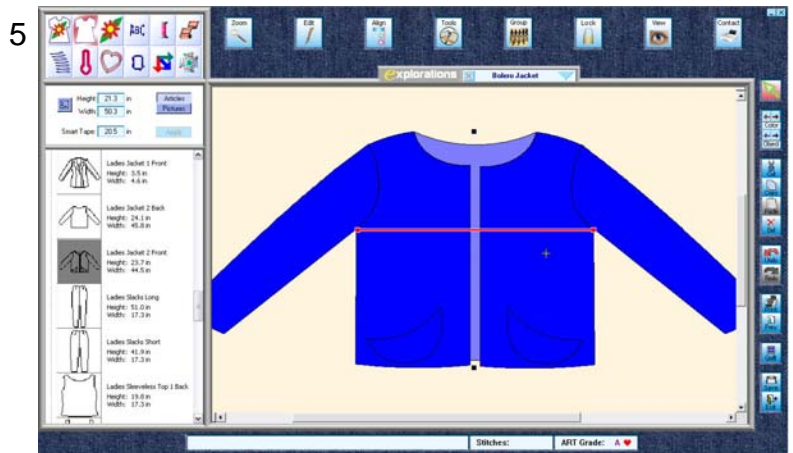 5
Zoom Edit Align Tools Group Lock View Contact
ABC
explorations Bolero Jacket
Height: 21.3 in Articles
Width: 50.3 in Pictures
Smart Tape: 20.5 in Apply
Color
Ladies Jacket 1 Front
Height: 3.5 in
Width: 4.6 in
Ladies Jacket 2 Back
Height: 24.1 in
Width: 45.8 in
Ladies Jacket 2 Front
Height: 23.7 in
Width: 44.5 in
Ladies Slacks Long
Height: 51.0 in
Width: 17.3 in
Ladies Slacks Short
Height: 41.9 in
Width: 17.3 in
Ladies Sleeveless Top 1 Back
Height: 19.8 in
Width: 17.3 in
Stitches: ART Grade: A